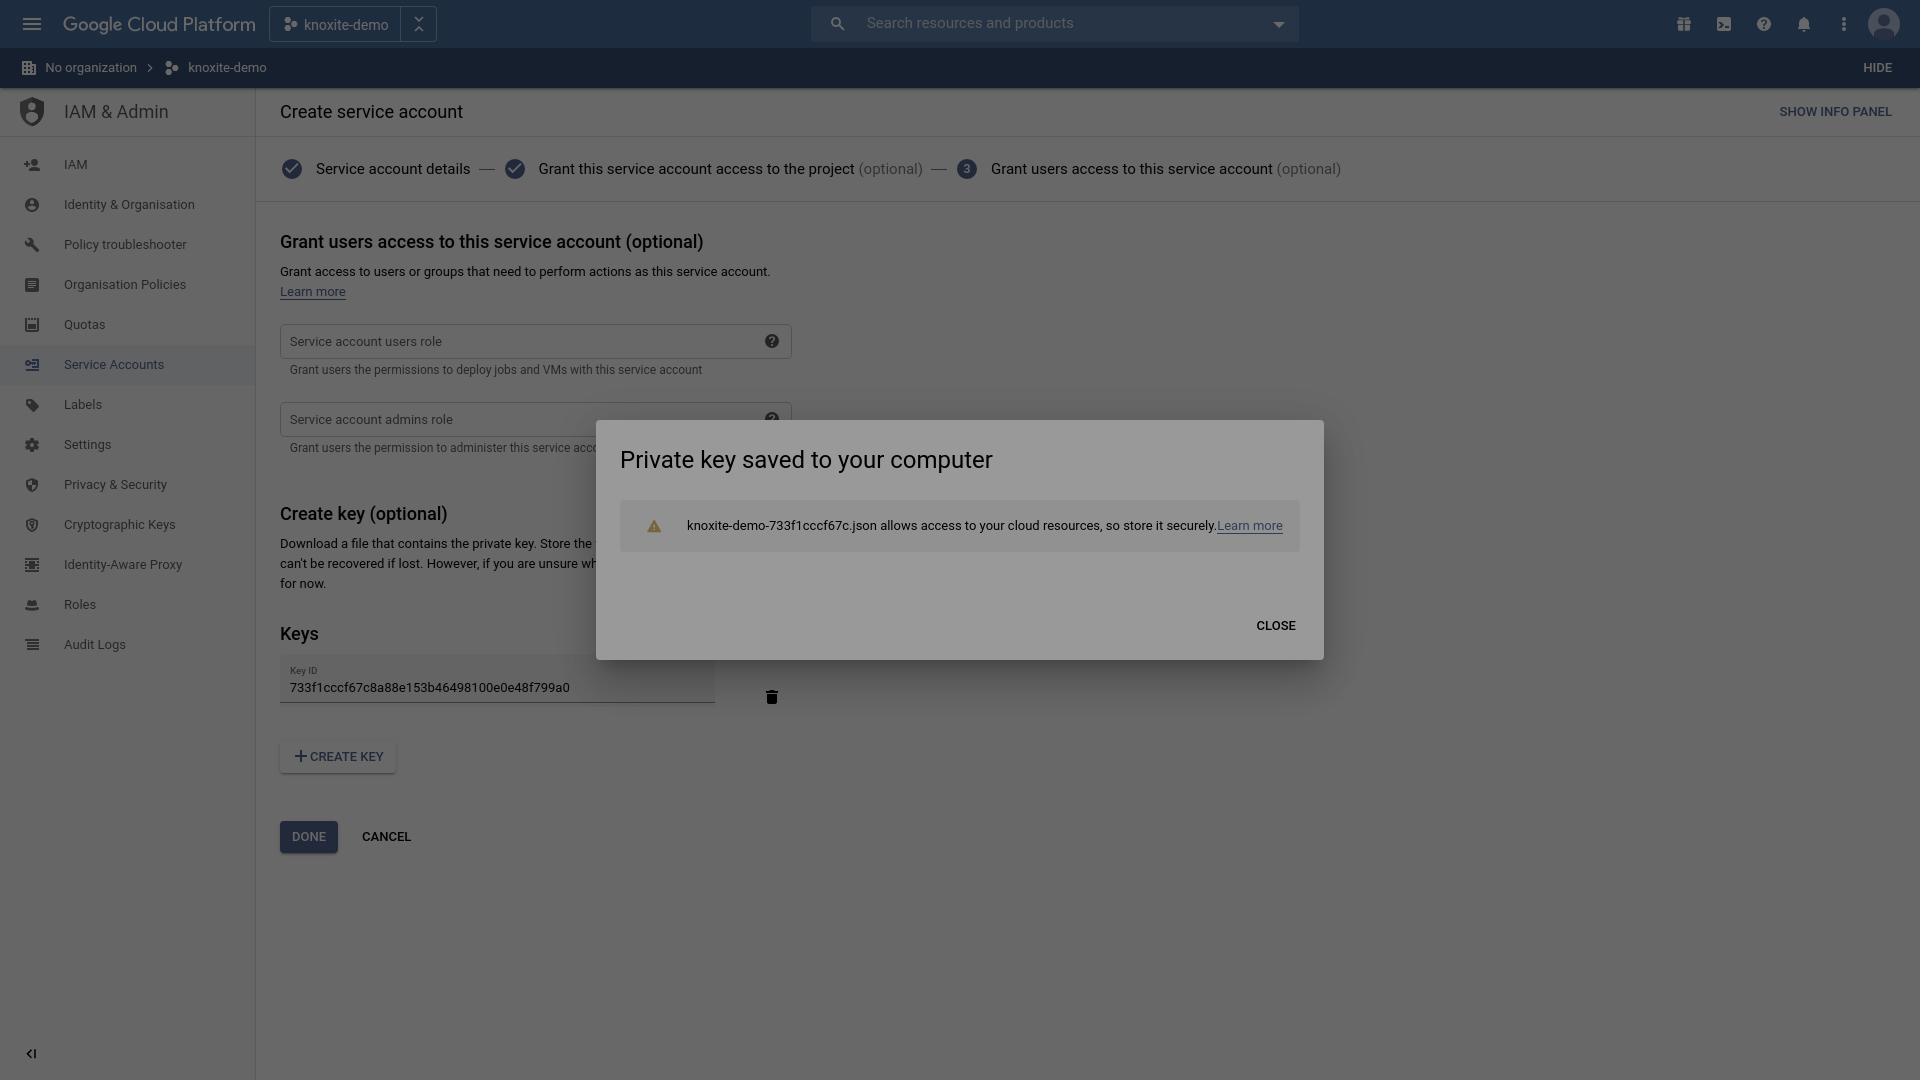 Google Cloud Platform
knoxite-demo
Search resources and products
No organization
knoxite-demo
HIDE
IAM & Admin
Create service account
SHOW INFO PANEL
IAM
Identity & Organisation
Policy troubleshooter
Organisation Policies
Quotas
Service Accounts
Labels
Settings
Privacy & Security
Cryptographic Keys
Identity-Aware Proxy
Roles
Audit Logs
Service account details — Grant this service account access to the project (optional) — 3 Grant users access to this service account (optional)
Grant users access to this service account (optional)
Grant access to users or groups that need to perform actions as this service account.
Learn more
Service account users role
Grant users the permissions to deploy jobs and VMs with this service account
Service account admins role
Grant users the permission to administer this service
Create key (optional)
Download a file that contains the private key. Store the
can't be recovered if lost. However, if you are unsure
for now.
Keys
Key ID
733f1cccf67c8a88e153b46498100e0e48f799a0
CREATE KEY
DONE
CANCEL
Private key saved to your computer
knoxite-demo-733f1cccf67c.json allows access to your cloud resources, so store it securely.Learn more
CLOSE